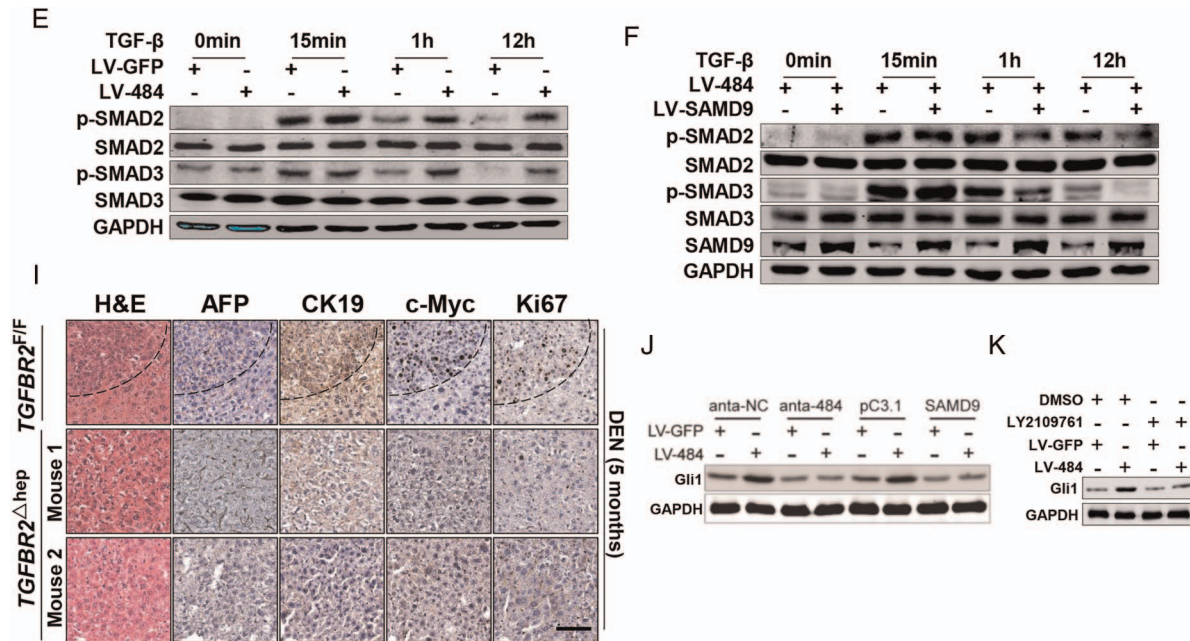 E
TGF-β 0min 15min 1h 12h
LV-GFP + - + - + - + -
LV-484 - + - + - + - +
p-SMAD2
SMAD2
p-SMAD3
SMAD3
GAPDH
F
TGF-β 0min 15min 1h 12h
LV-484 + + + + + + + +
LV-SAMD9 - + - + - + - +
p-SMAD2
SMAD2
p-SMAD3
SMAD3
SAMD9
GAPDH
I
H&E AFP CK19 c-Myc Ki67
TGFBR2F/F
TGFBR2△hep
Mouse 1
Mouse 2
DEN (5 months)
J
anta-NC anta-484 pC3.1 SAMD9
LV-GFP + - + - + - + -
LV-484 - + - + - + - +
Gli1
GAPDH
K
DMSO + + - -
LY2109761 - - + +
LV-GFP + - + -
LV-484 - + - +
Gli1
GAPDH